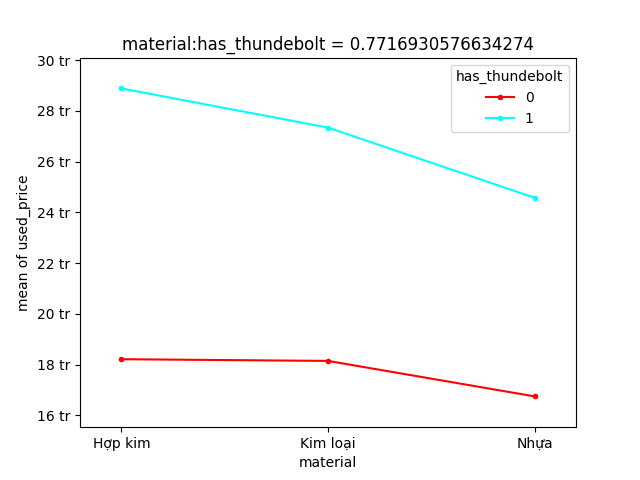 material:has_thundebolt = 0.7716930576634274
has_thundebolt
0
1
30 tr
28 tr
26 tr
24 tr
22 tr
20 tr
18 tr
16 tr
mean of used_price
Hợp kim
Kim loại
Nhựa
material